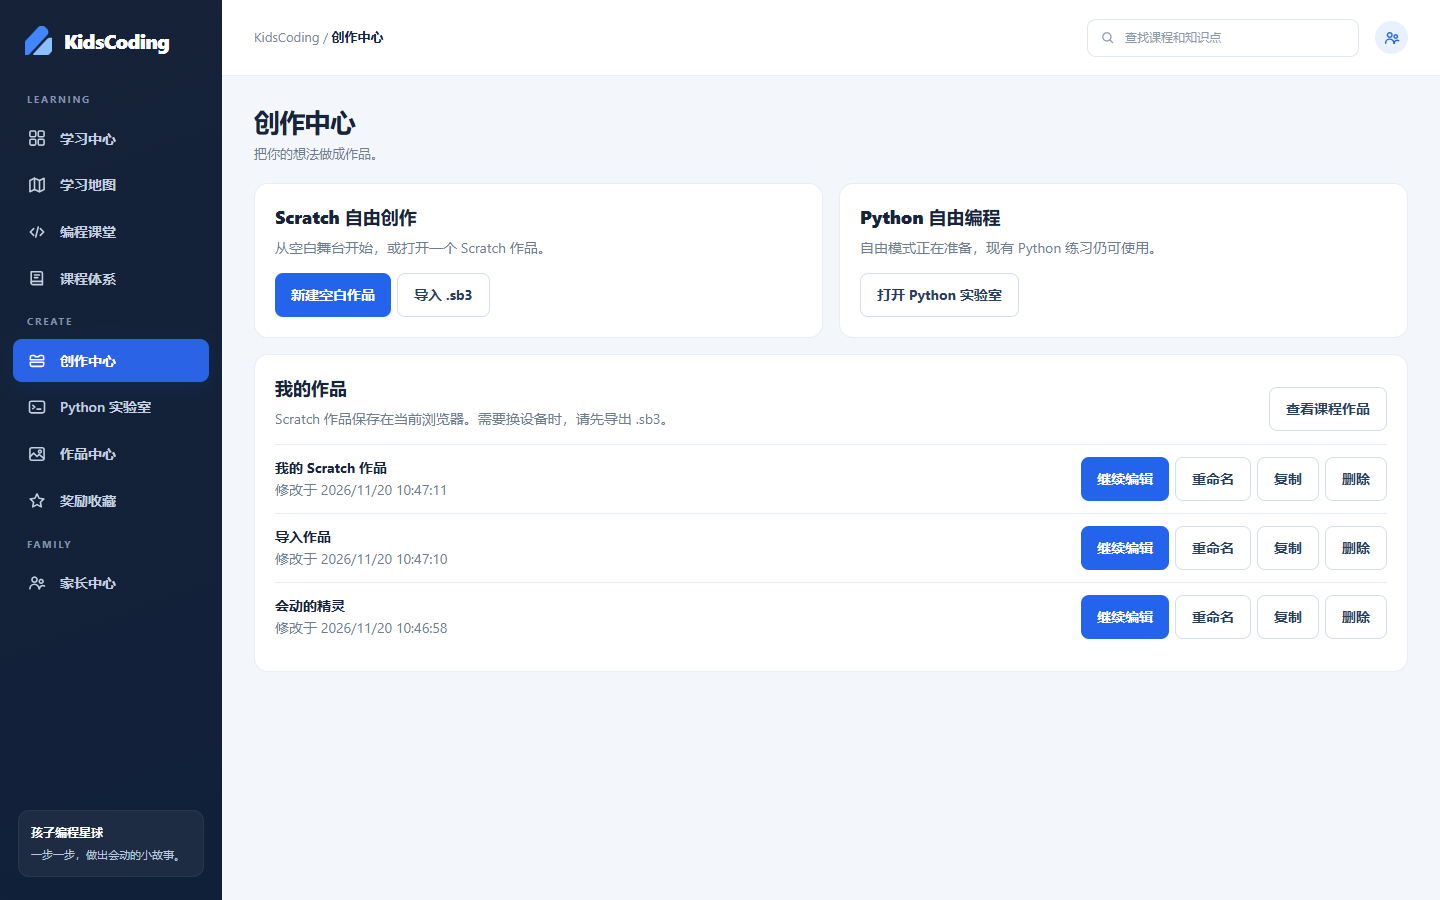 KidsCoding
LEARNING
学习中心
学习地图
编程课堂
课程体系
CREATE
创作中心
Python 实验室
作品中心
奖励收藏
FAMILY
家长中心
孩子编程星球
一步一步，做出会动的小故事。
KidsCoding / 创作中心
查找课程和知识点
创作中心
把你的想法做成作品。
Scratch 自由创作
从空白舞台开始，或打开一个 Scratch 作品。
新建空白作品
导入 .sb3
Python 自由编程
自由模式正在准备，现有 Python 练习仍可使用。
打开 Python 实验室
我的作品
Scratch 作品保存在当前浏览器。需要换设备时，请先导出 .sb3。
查看课程作品
我的 Scratch 作品
修改于 2026/11/20 10:47:11
继续编辑
重命名
复制
删除
导入作品
修改于 2026/11/20 10:47:10
继续编辑
重命名
复制
删除
会动的精灵
修改于 2026/11/20 10:46:58
继续编辑
重命名
复制
删除